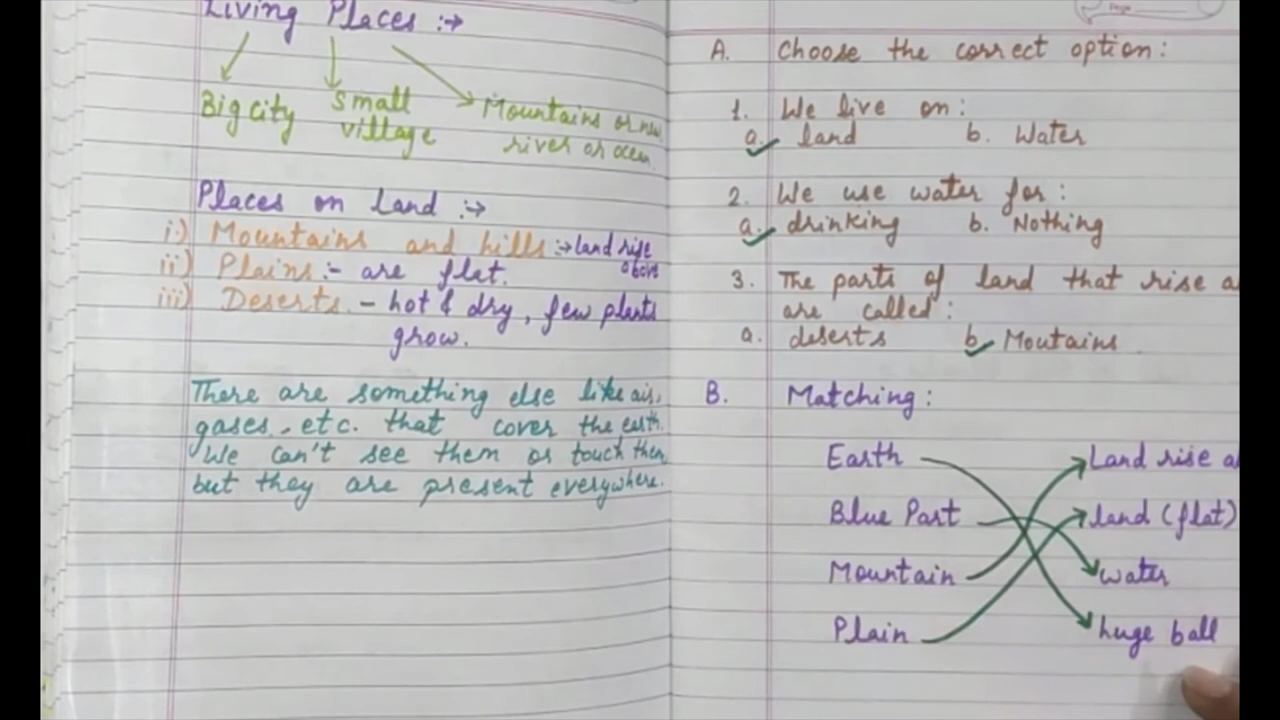 Living Places :→
Big city
Small
village
Mountains or
river or ocean
Places on Land :→
i) Mountains and hills :→ land rise
above
ii) Plains :- are flat.
iii) Deserts - hot & dry, few plants
grow.
There are something else like air,
gases, etc. that cover the earth.
We can't see them or touch them
but they are present everywhere.
Page
A. Choose the correct option:
1. We live on:
a. land b. Water
2. We use water for:
a. drinking b. Nothing
3. The parts of land that rise
are called:
a. deserts b. Moutains
B. Matching:
Earth Land rise
Blue Part land (flat)
Mountain water
Plain huge ball